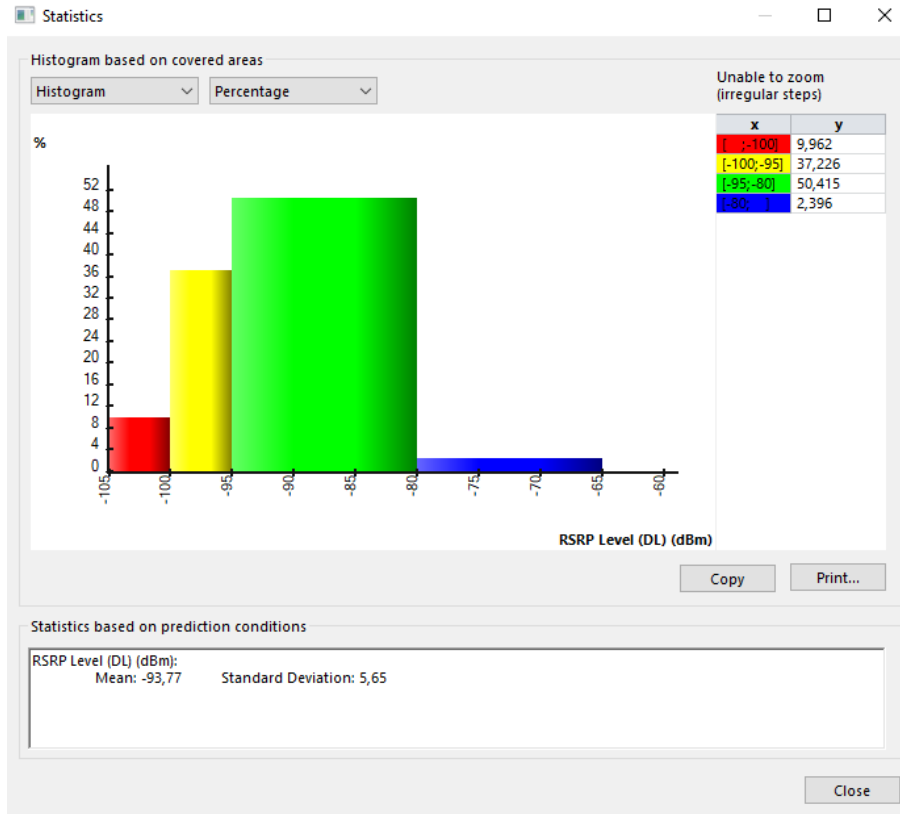 Statistics
Histogram based on covered areas
Histogram
Percentage
Unable to zoom
(irregular steps)
x y
[ ;-100] 9,962
[-100;-95] 37,226
[-95;-80] 50,415
[-80; ] 2,396
%
52
48
44
40
36
32
28
24
20
16
12
8
4
0
-105 -100 -95 -90 -85 -80 -75 -70 -65 -60
RSRP Level (DL) (dBm)
Copy Print...
Statistics based on prediction conditions
RSRP Level (DL) (dBm):
Mean: -93,77 Standard Deviation: 5,65
Close